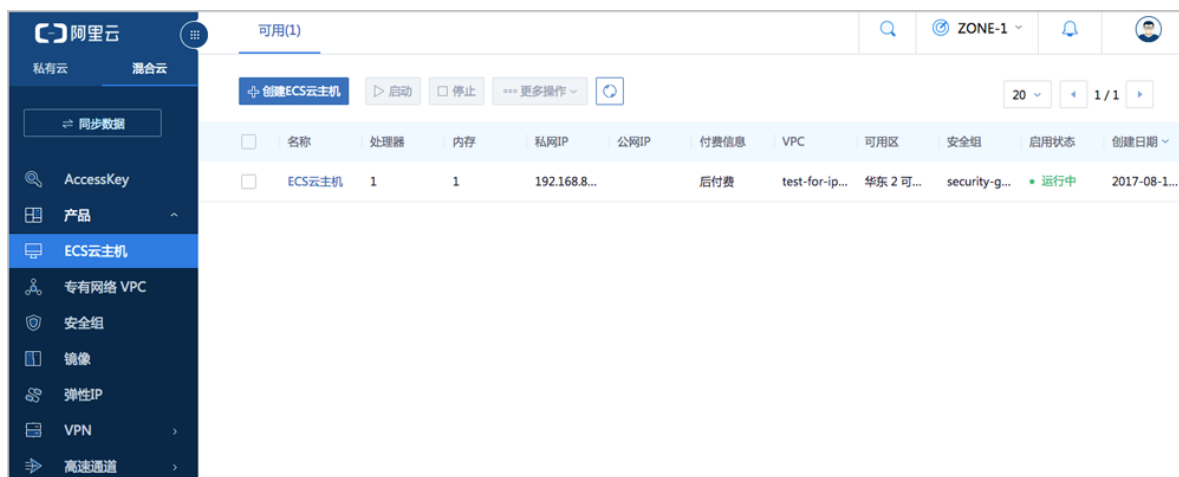 阿里云
可用(1)
ZONE-1
私有云 混合云
创建ECS云主机 启动 停止 更多操作
20 1 / 1
同步数据
名称 处理器 内存 私网IP 公网IP 付费信息 VPC 可用区 安全组 启用状态 创建日期
ECS云主机 1 1 192.168.8... 后付费 test-for-ip... 华东 2 可... security-g... 运行中 2017-08-1...
AccessKey
产品
ECS云主机
专有网络 VPC
安全组
镜像
弹性IP
VPN
高速通道